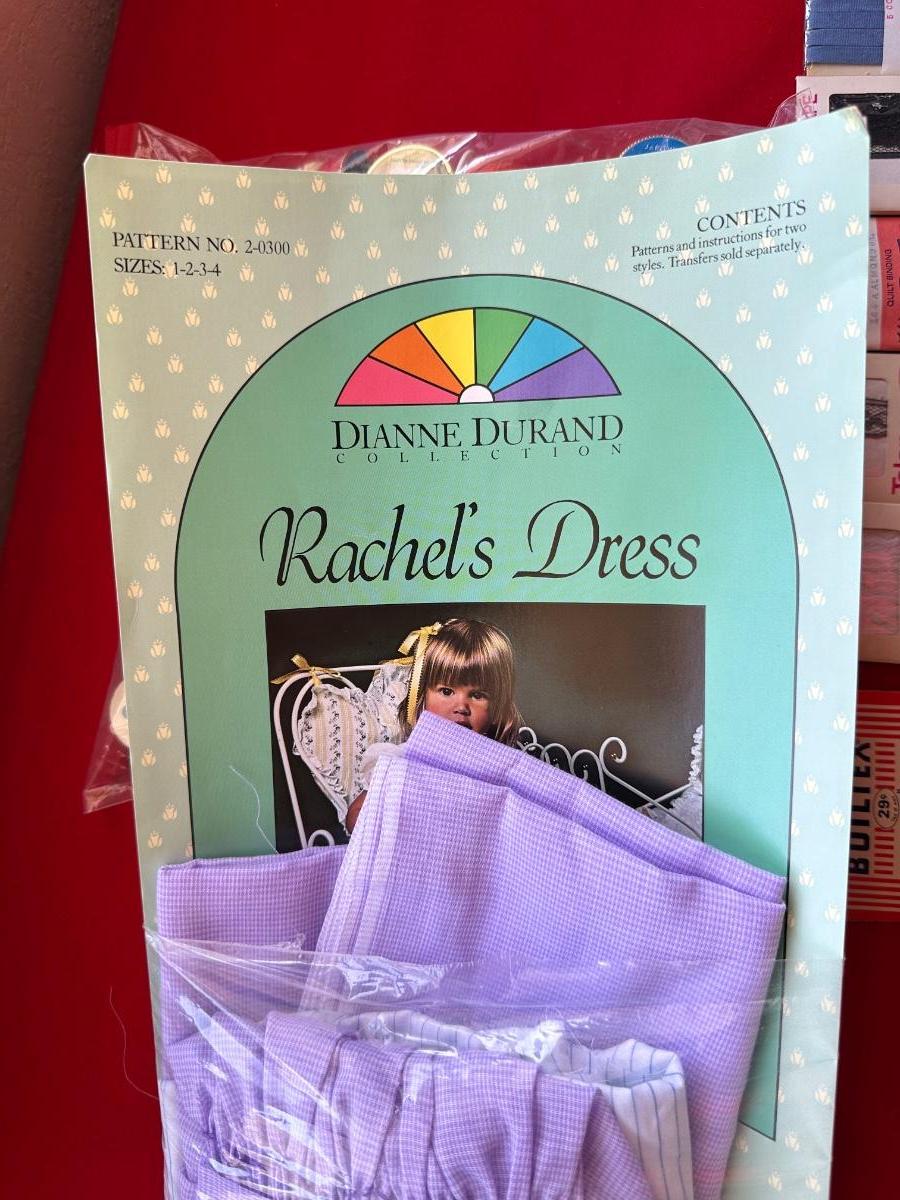 PATTERN NO. 2-0300
SIZES: 1-2-3-4
CONTENTS
Patterns and instructions for two
styles. Transfers sold separately.
DIANNE DURAND
COLLECTION
Rachel's Dress
QUILT BINDING
BUILTEX
29¢